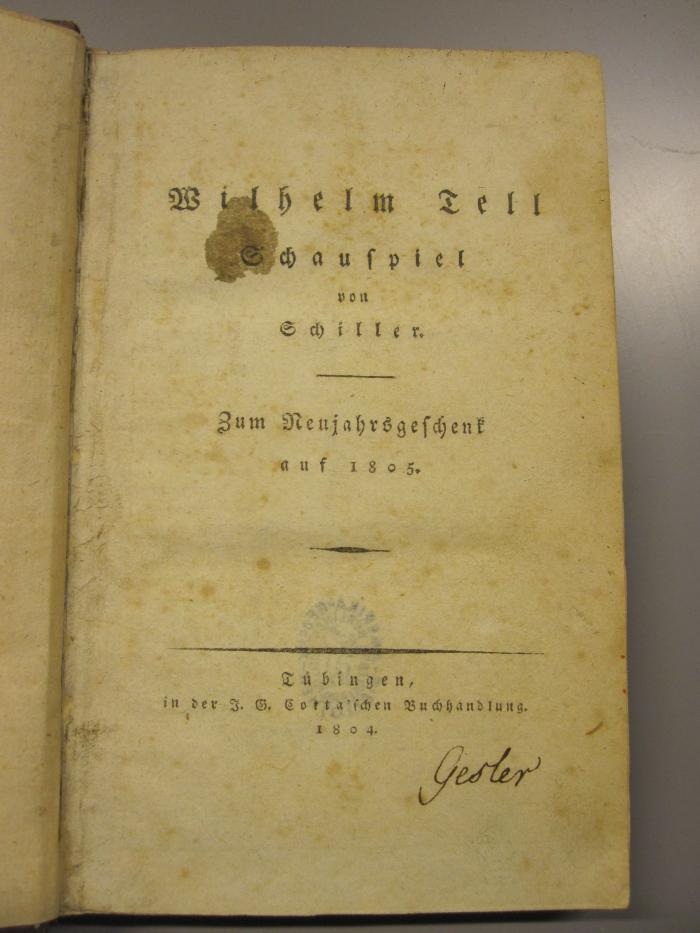 Wilhelm Tell
Schauſpiel
von
Schiller.
Zum Neujahrsgeſchenk
auf 1805.
Tübingen,
in der J. G. Cotta'ſchen Buchhandlung.
1804.
Gesler